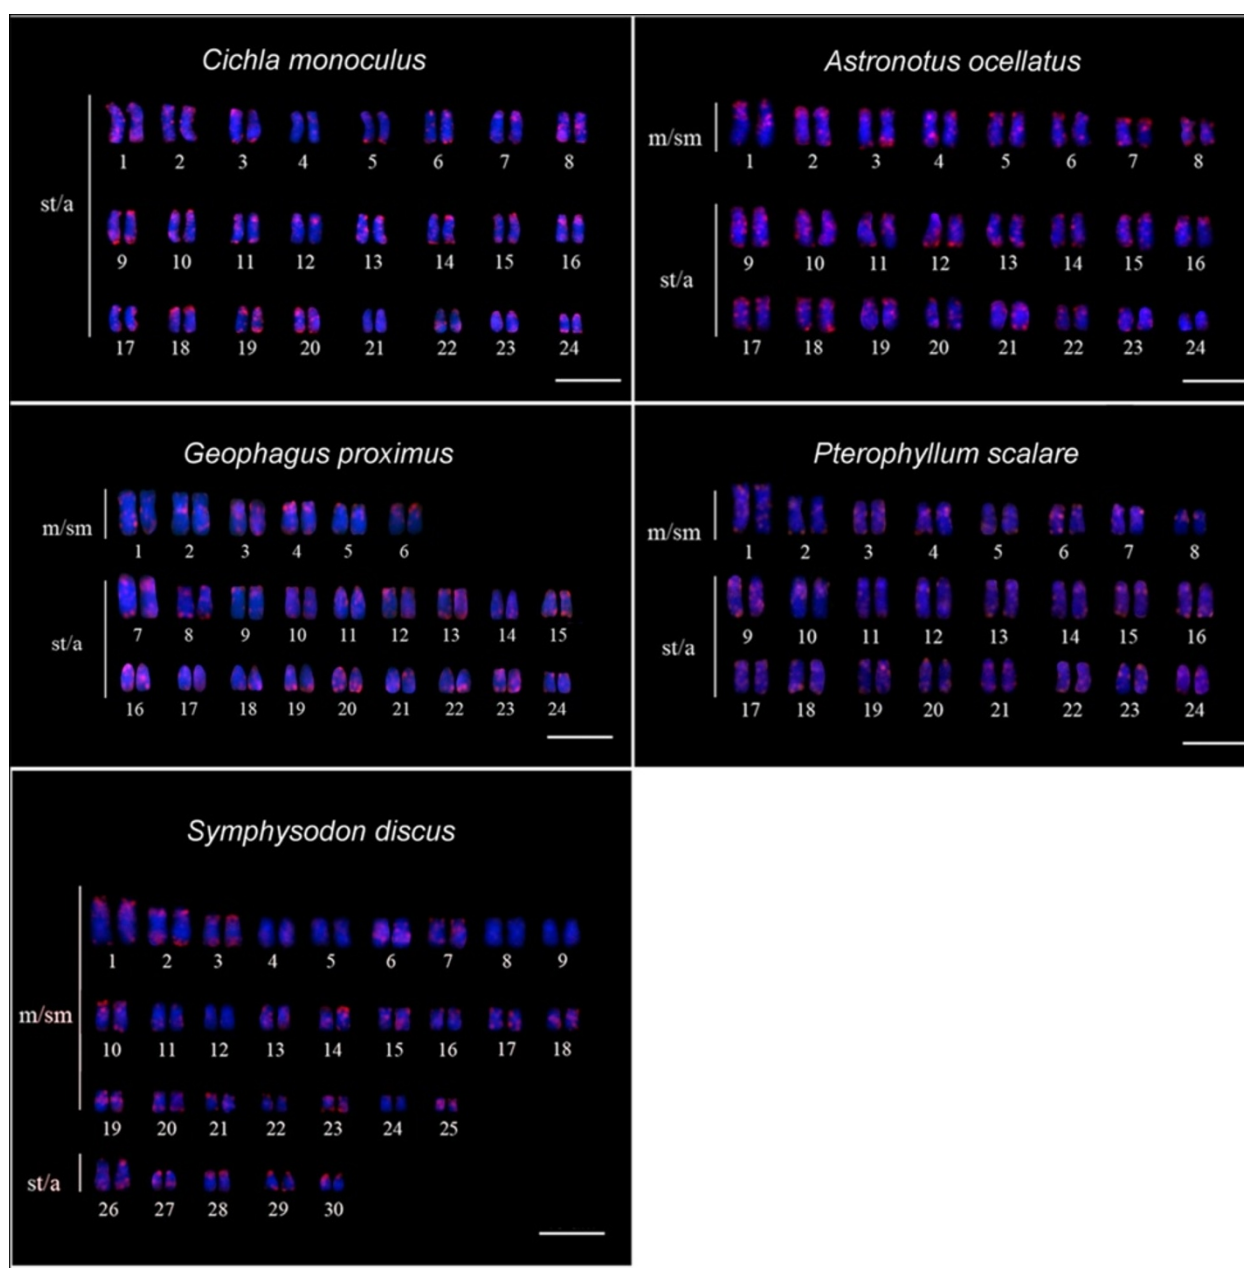 Cichla monoculus
st/a
1 2 3 4 5 6 7 8
9 10 11 12 13 14 15 16
17 18 19 20 21 22 23 24
Astronotus ocellatus
m/sm
1 2 3 4 5 6 7 8
st/a
9 10 11 12 13 14 15 16
17 18 19 20 21 22 23 24
Geophagus proximus
m/sm
1 2 3 4 5 6
st/a
7 8 9 10 11 12 13 14 15
16 17 18 19 20 21 22 23 24
Pterophyllum scalare
m/sm
1 2 3 4 5 6 7 8
st/a
9 10 11 12 13 14 15 16
17 18 19 20 21 22 23 24
Symphysodon discus
1 2 3 4 5 6 7 8 9
m/sm
10 11 12 13 14 15 16 17 18
19 20 21 22 23 24 25
st/a
26 27 28 29 30